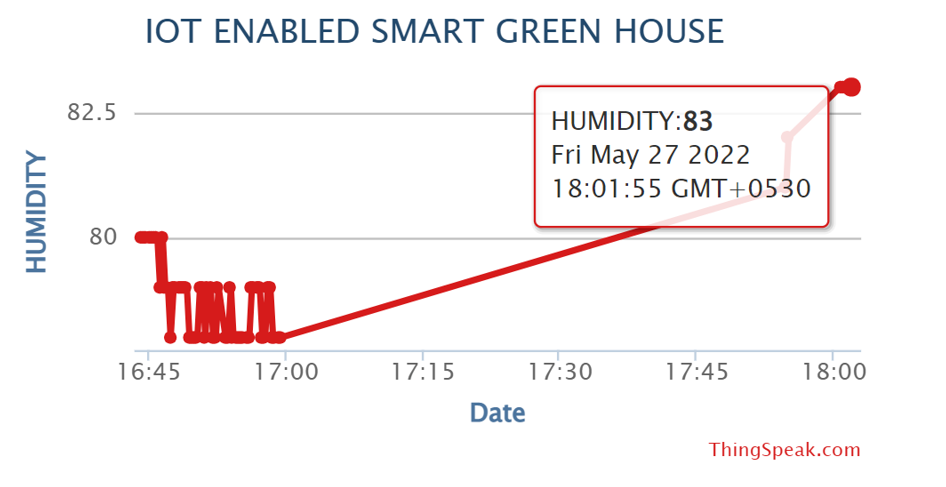 IOT ENABLED SMART GREEN HOUSE
82.5
80
HUMIDITY
HUMIDITY:83
Fri May 27 2022
18:01:55 GMT+0530
16:45 17:00 17:15 17:30 17:45 18:00
Date
ThingSpeak.com